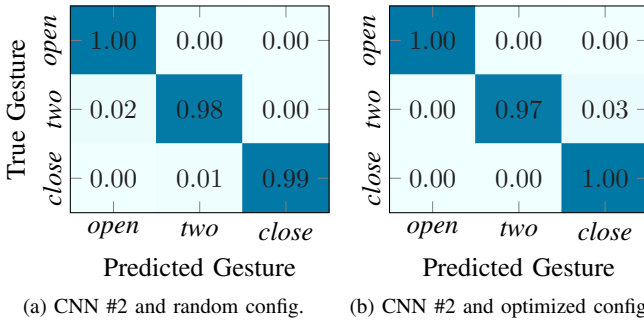 True Gesture
open 1.00 0.00 0.00
two 0.02 0.98 0.00
close 0.00 0.01 0.99
open two close
Predicted Gesture
(a) CNN #2 and random config.
open 1.00 0.00 0.00
two 0.00 0.97 0.03
close 0.00 0.00 1.00
open two close
Predicted Gesture
(b) CNN #2 and optimized config